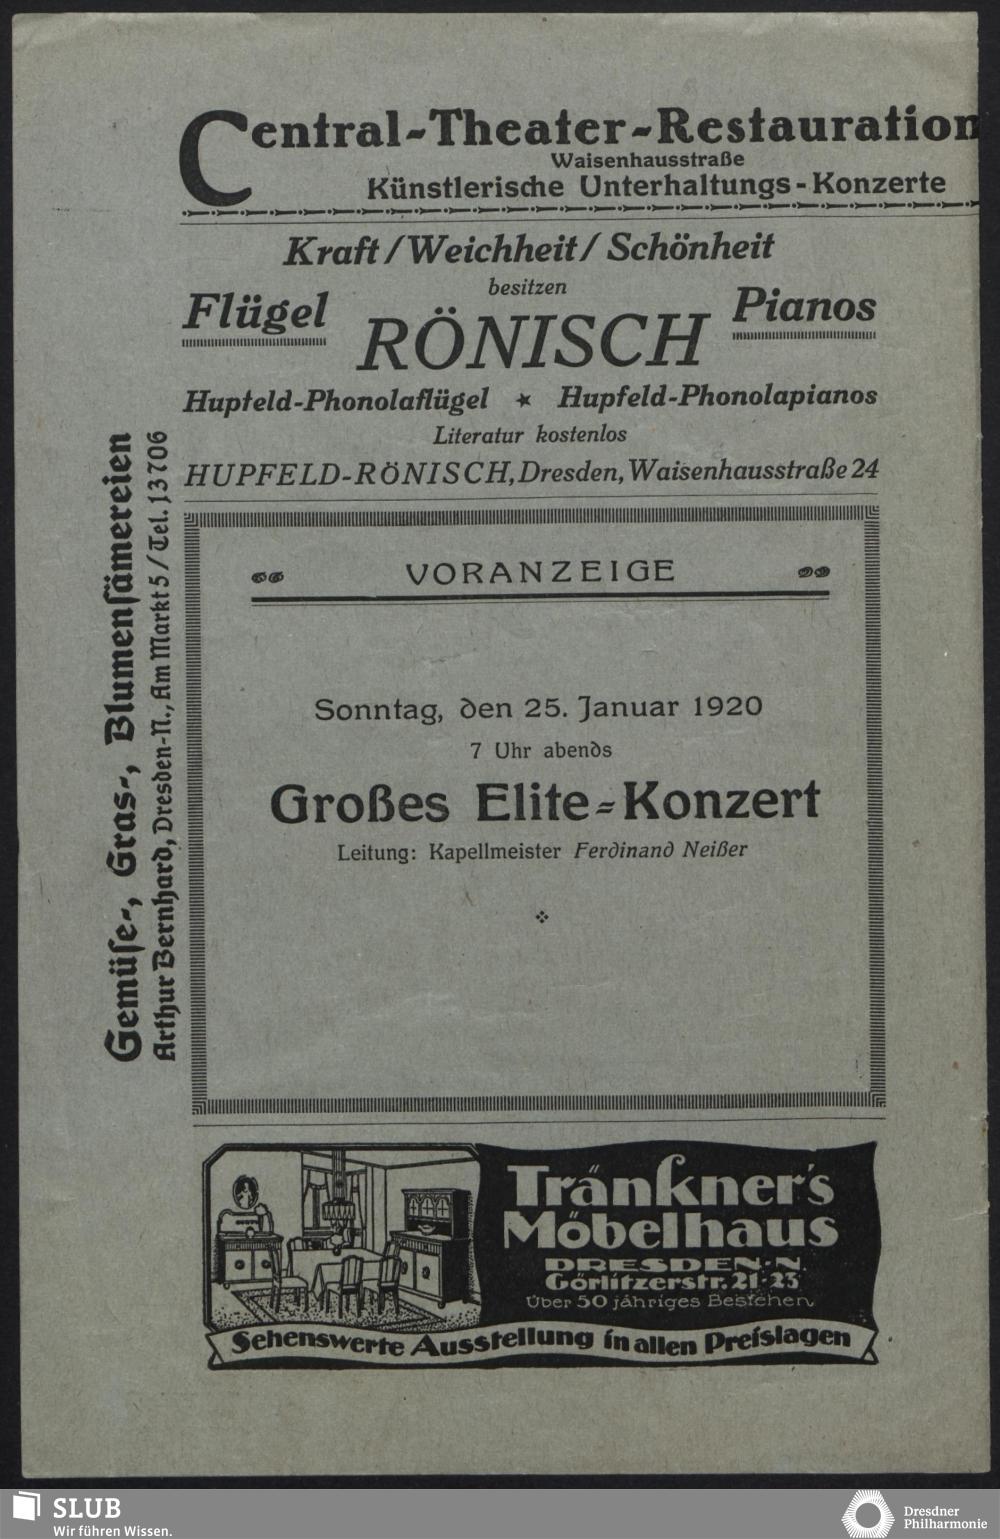 Central-Theater-Restauration
Waisenhausstraße
Künstlerische Unterhaltungs-Konzerte
Kraft / Weichheit / Schönheit
besitzen
Flügel RÖNISCH Pianos
Hupfeld-Phonolaflügel ★ Hupfeld-Phonolapianos
Literatur kostenlos
HUPFELD-RÖNISCH, Dresden, Waisenhausstraße 24
Gemüse-, Gras-, Blumensämereien
Arthur Bernhard, Dresden-N., Am Markt 5 / Tel. 13706
VORANZEIGE
Sonntag, den 25. Januar 1920
7 Uhr abends
Großes Elite-Konzert
Leitung: Kapellmeister Ferdinand Neißer
Tränkner's
Möbelhaus
DRESDEN-N.
Görlitzerstr. 21-23
Über 50 jähriges Bestehen
Sehenswerte Ausstellung in allen Preislagen
SLUB
Wir führen Wissen.
Dresdner
Philharmonie